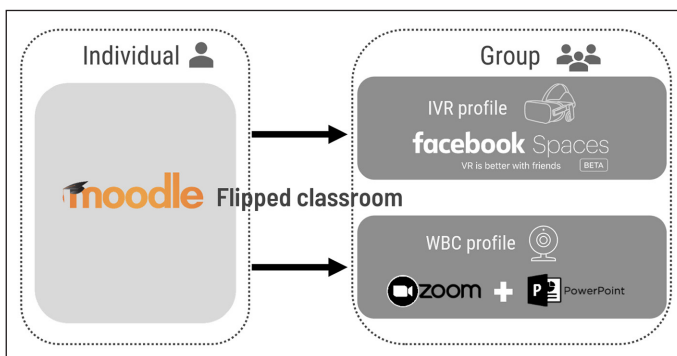 Individual
moodle
Flipped classroom
Group
IVR profile
facebook Spaces
VR is better with friends BETA
WBC profile
zoom + P PowerPoint